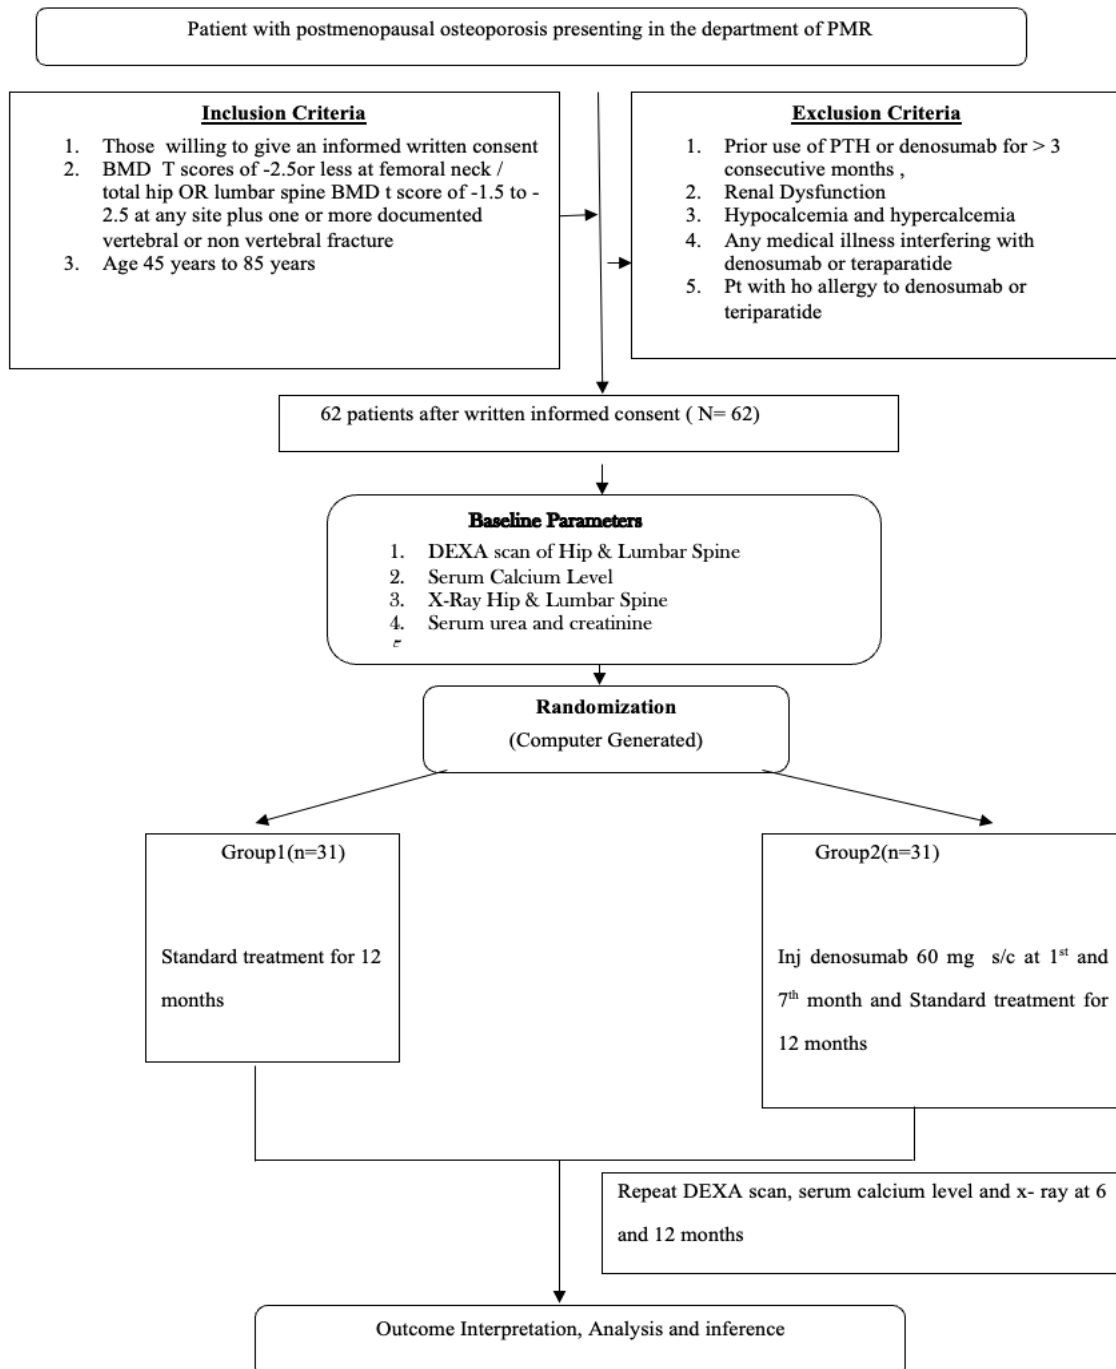 Patient with postmenopausal osteoporosis presenting in the department of PMR
Inclusion Criteria
1. Those willing to give an informed written consent
2. BMD T scores of -2.5or less at femoral neck /
total hip OR lumbar spine BMD t score of -1.5 to -
2.5 at any site plus one or more documented
vertebral or non vertebral fracture
3. Age 45 years to 85 years
Exclusion Criteria
1. Prior use of PTH or denosumab for > 3
consecutive months ,
2. Renal Dysfunction
3. Hypocalcemia and hypercalcemia
4. Any medical illness interfering with
denosumab or teraparatide
5. Pt with ho allergy to denosumab or
teriparatide
62 patients after written informed consent ( N= 62)
Baseline Parameters
1. DEXA scan of Hip & Lumbar Spine
2. Serum Calcium Level
3. X-Ray Hip & Lumbar Spine
4. Serum urea and creatinine
Randomization
(Computer Generated)
Group1(n=31)
Standard treatment for 12
months
Group2(n=31)
Inj denosumab 60 mg s/c at 1st and
7th month and Standard treatment for
12 months
Repeat DEXA scan, serum calcium level and x- ray at 6
and 12 months
Outcome Interpretation, Analysis and inference